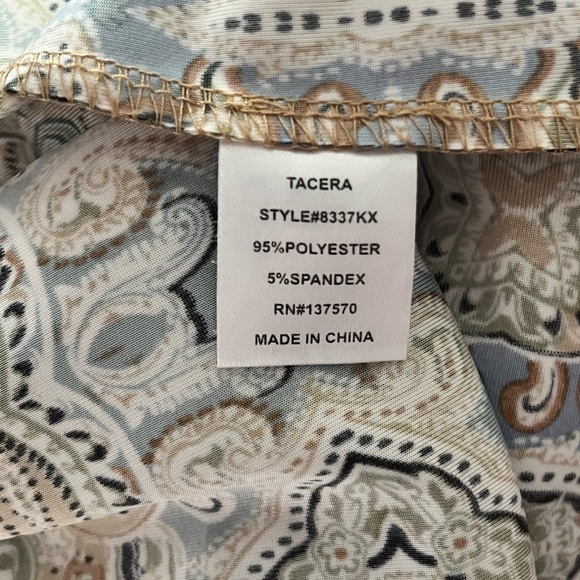 TACERA
STYLE#8337KX
95%POLYESTER
5%SPANDEX
RN#137570
MADE IN CHINA